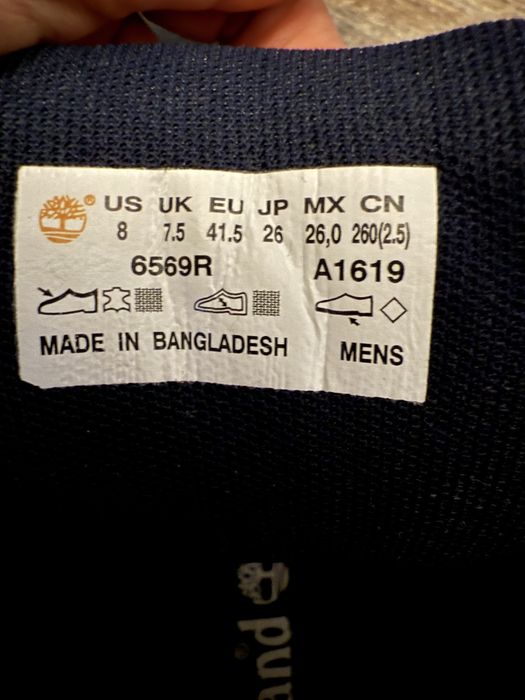 US UK EU JP MX CN
8 7.5 41.5 26 26,0 260(2.5)
6569R A1619
MADE IN BANGLADESH MENS
and